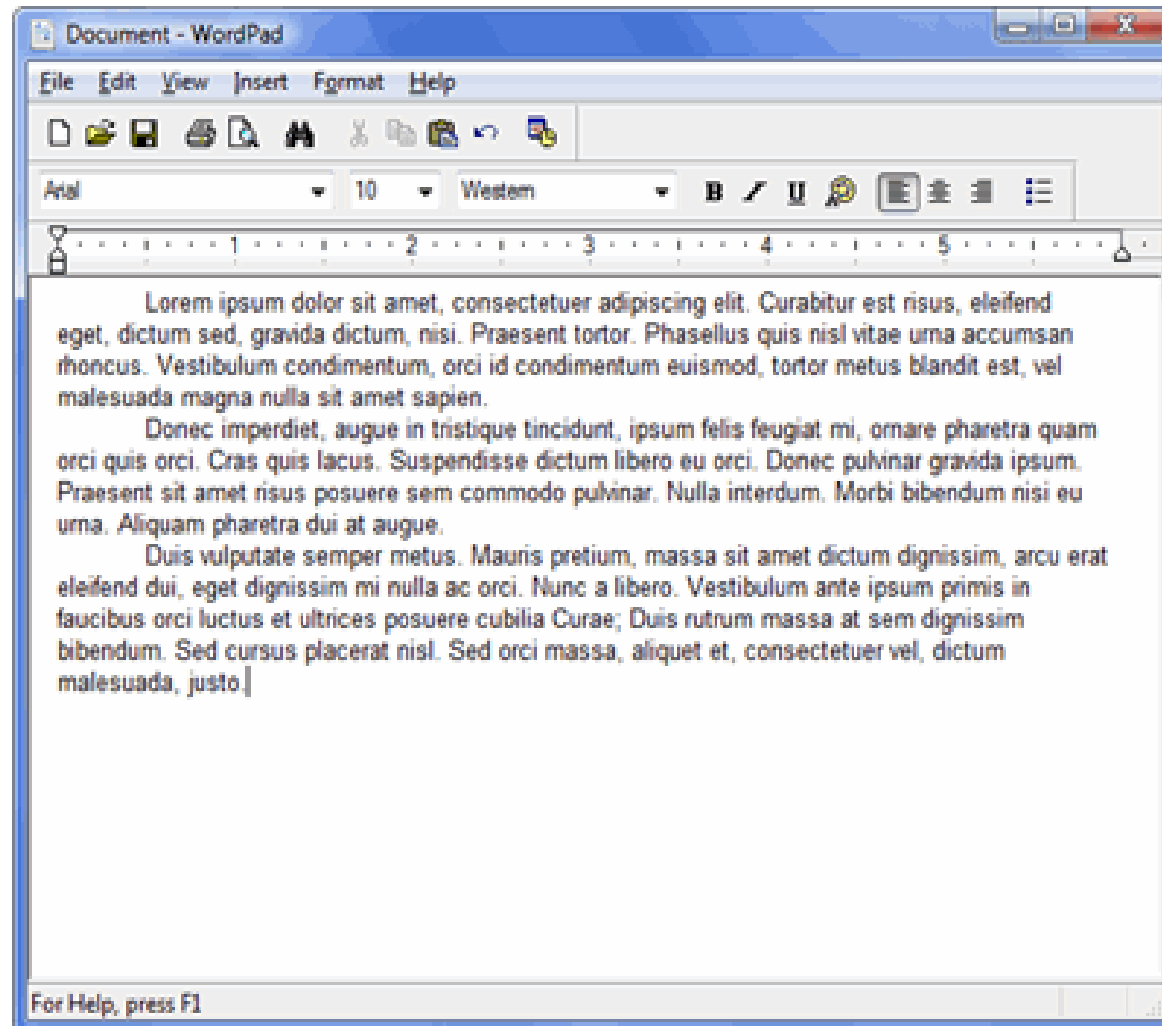 Document - WordPad
File Edit View Insert Format Help
Arial 10 Western B I U
1 2 3 4 5
Lorem ipsum dolor sit amet, consectetuer adipiscing elit. Curabitur est risus, eleifend
eget, dictum sed, gravida dictum, nisi. Praesent tortor. Phasellus quis nisl vitae urna accumsan
rhoncus. Vestibulum condimentum, orci id condimentum euismod, tortor metus blandit est, vel
malesuada magna nulla sit amet sapien.
Donec imperdiet, augue in tristique tincidunt, ipsum felis feugiat mi, ornare pharetra quam
orci quis orci. Cras quis lacus. Suspendisse dictum libero eu orci. Donec pulvinar gravida ipsum.
Praesent sit amet risus posuere sem commodo pulvinar. Nulla interdum. Morbi bibendum nisi eu
urna. Aliquam pharetra dui at augue.
Duis vulputate semper metus. Mauris pretium, massa sit amet dictum dignissim, arcu erat
eleifend dui, eget dignissim mi nulla ac orci. Nunc a libero. Vestibulum ante ipsum primis in
faucibus orci luctus et ultrices posuere cubilia Curae; Duis rutrum massa at sem dignissim
bibendum. Sed cursus placerat nisl. Sed orci massa, aliquet et, consectetuer vel, dictum
malesuada, justo.
For Help, press F1